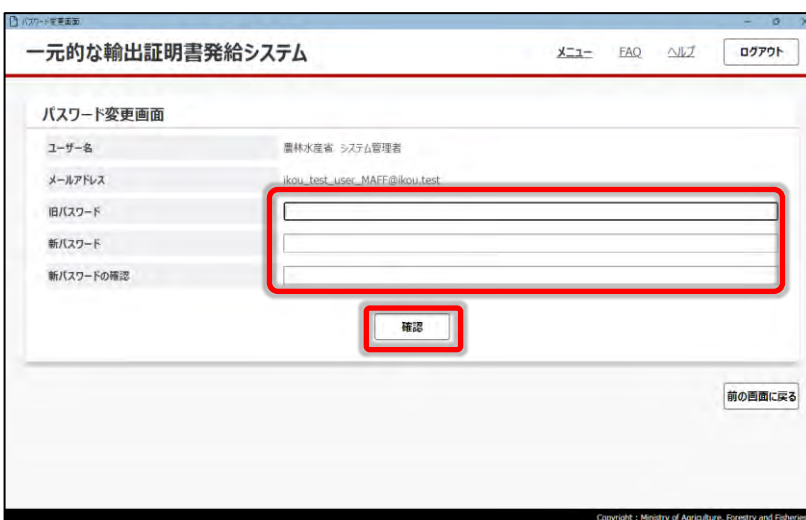 パスワード変更画面
一元的な輸出証明書発給システム メニュー FAQ ヘルプ ログアウト
パスワード変更画面
ユーザー名 農林水産省 システム管理者
メールアドレス ikou_test_user_MAFF@ikou.test
旧パスワード
新パスワード
新パスワードの確認
確認
前の画面に戻る
Copyright : Ministry of Agriculture, Forestry and Fisheries